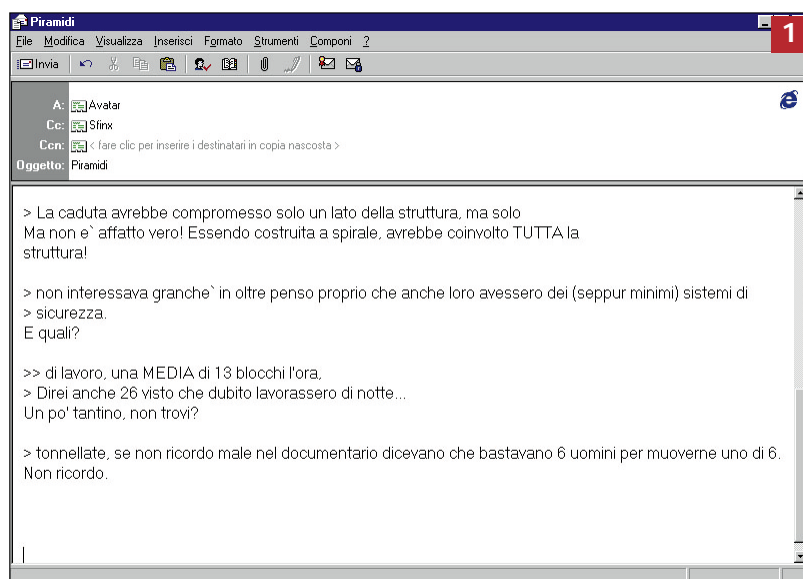 Piramidi
1
File Modifica Visualizza Inserisci Formato Strumenti Componi ?
Invia
A: Avatar
Cc: Sfinx
Ccn: < fare clic per inserire i destinatari in copia nascosta >
Oggetto: Piramidi
> La caduta avrebbe compromesso solo un lato della struttura, ma solo
Ma non e` affatto vero! Essendo costruita a spirale, avrebbe coinvolto TUTTA la
struttura!
> non interessava granche` in oltre penso proprio che anche loro avessero dei (seppur minimi) sistemi di
> sicurezza.
E quali?
>> di lavoro, una MEDIA di 13 blocchi l'ora,
> Direi anche 26 visto che dubito lavorassero di notte...
Un po' tantino, non trovi?
> tonnellate, se non ricordo male nel documentario dicevano che bastavano 6 uomini per muoverne uno di 6.
Non ricordo.